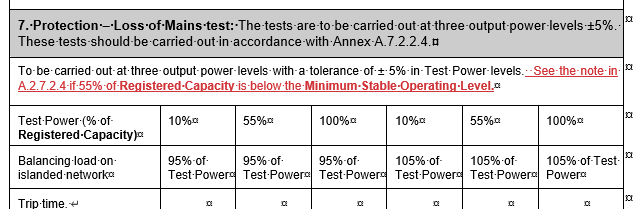 7. Protection – Loss of Mains test: The tests are to be carried out at three output power levels ±5%.
These tests should be carried out in accordance with Annex A.7.2.2.4.¤
To be carried out at three output power levels with a tolerance of ± 5% in Test Power levels.  See the note in
A.2.7.2.4 if 55% of Registered Capacity is below the Minimum Stable Operating Level.¤
Test Power (% of Registered Capacity)¤ 10%¤ 55%¤ 100%¤ 10%¤ 55%¤ 100%¤
Balancing load on islanded network¤ 95% of Test Power¤ 95% of Test Power¤ 95% of Test Power¤ 105% of Test Power¤ 105% of Test Power¤ 105% of Test Power¤
Trip time. ↵ ¤ ¤ ¤ ¤ ¤ ¤